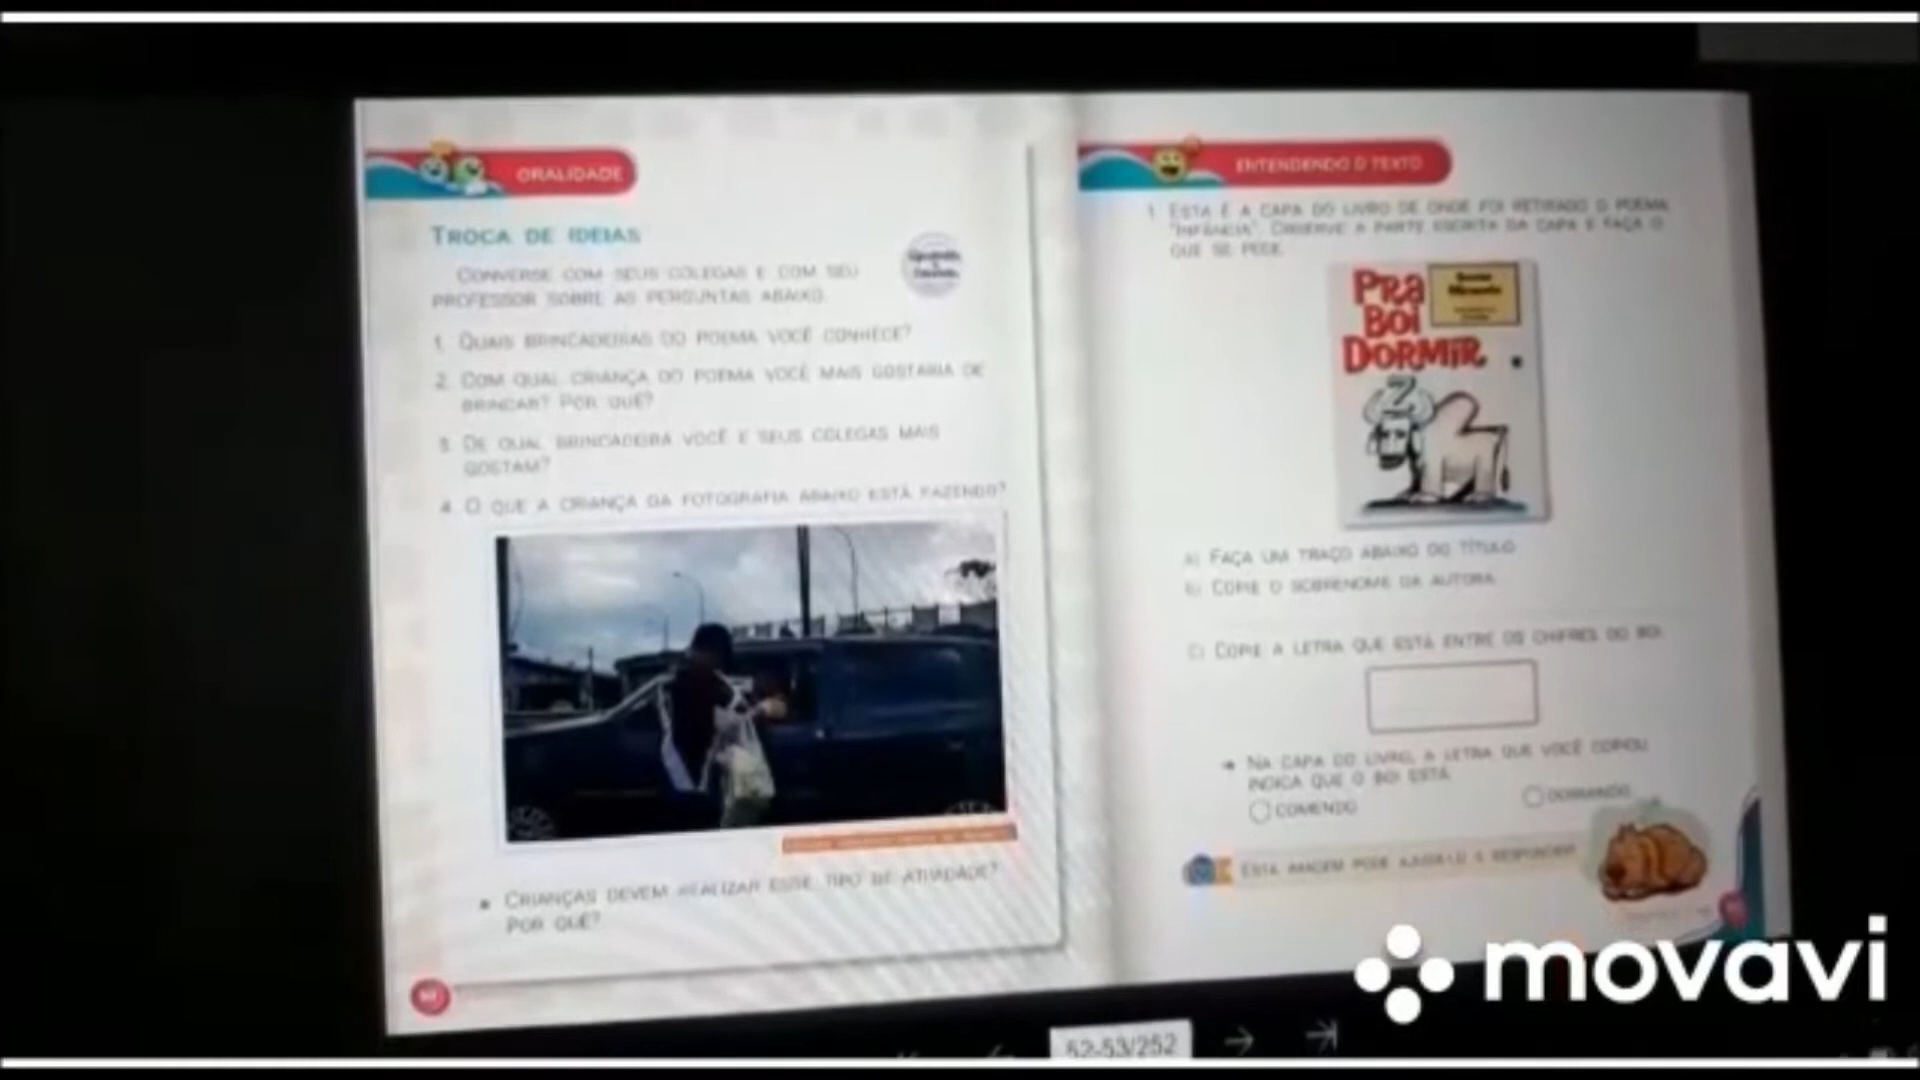 ORALIDADE
TROCA DE IDEIAS
CONVERSE COM SEUS COLEGAS E COM SEU
PROFESSOR SOBRE AS PERGUNTAS ABAIXO.
1. QUAIS BRINCADEIRAS DO POEMA VOCÊ CONHECE?
2. COM QUAL CRIANÇA DO POEMA VOCÊ MAIS GOSTARIA DE
BRINCAR? POR QUÊ?
3. DE QUAL BRINCADEIRA VOCÊ E SEUS COLEGAS MAIS
GOSTAM?
4. O QUE A CRIANÇA DA FOTOGRAFIA ABAIXO ESTÁ FAZENDO?
• CRIANÇAS DEVEM REALIZAR ESSE TIPO DE ATIVIDADE?
POR QUÊ?
ENTENDENDO O TEXTO
1. ESTA É A CAPA DO LIVRO DE ONDE FOI RETIRADO O POEMA
"INFÂNCIA". OBSERVE A PARTE ESCRITA DA CAPA E FAÇA O
QUE SE PEDE.
PRA
BOI
DORMIR
Z
A) FAÇA UM TRAÇO ABAIXO DO TÍTULO.
B) COPIE O SOBRENOME DA AUTORA.
C) COPIE A LETRA QUE ESTÁ ENTRE OS CHIFRES DO BOI.
NA CAPA DO LIVRO, A LETRA QUE VOCÊ COPIOU
INDICA QUE O BOI ESTÁ
COMENDO
DORMINDO
ESTA IMAGEM PODE AJUDÁ-LO A RESPONDER!
52-53/252
movavi